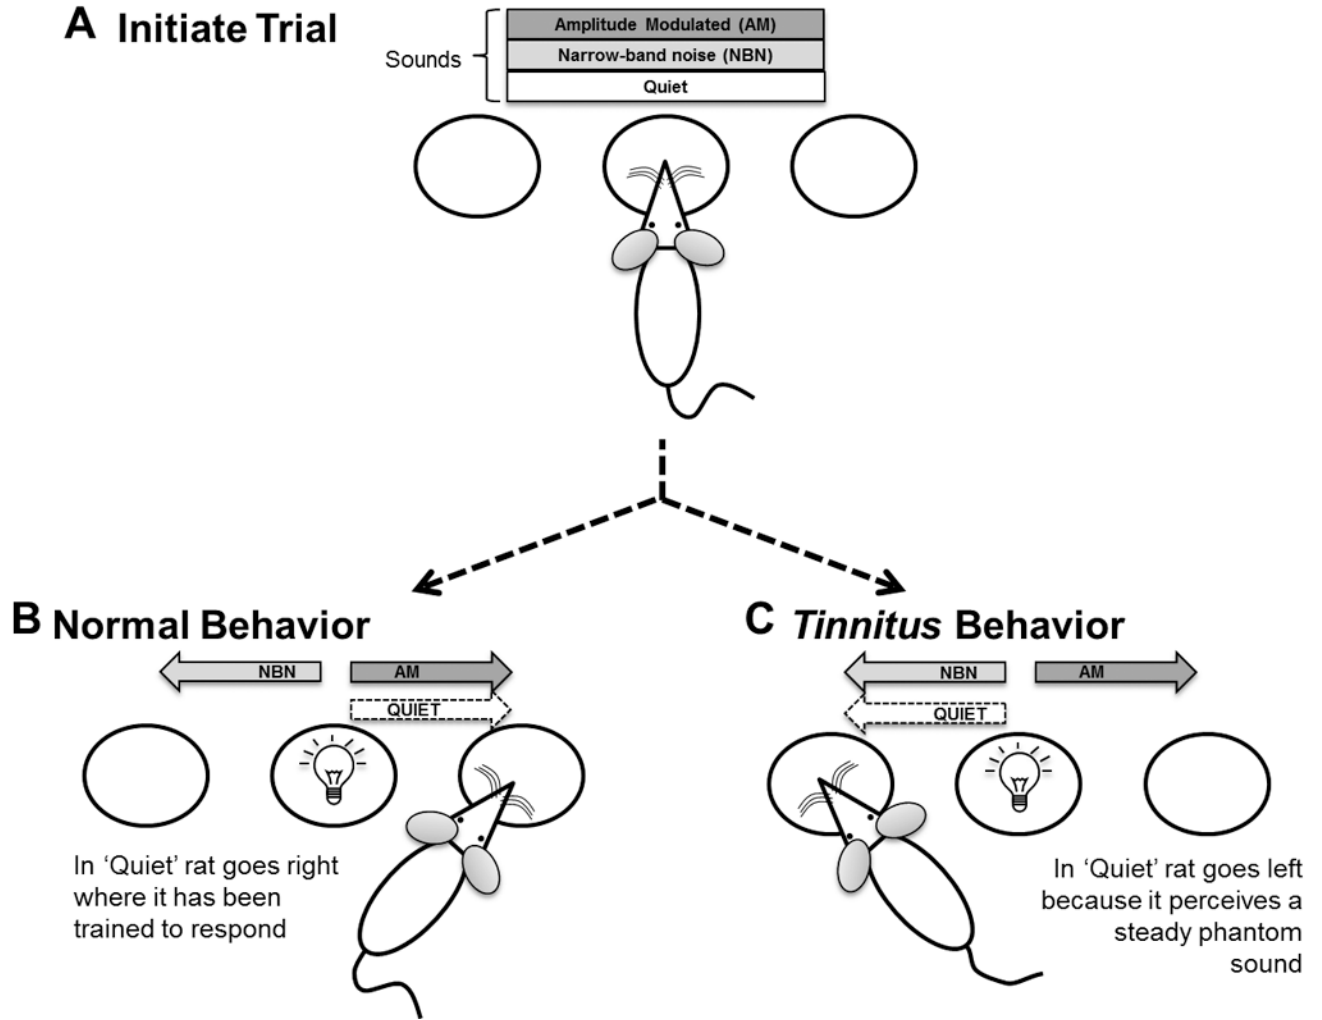 A Initiate Trial
Sounds
Amplitude Modulated (AM)
Narrow-band noise (NBN)
Quiet
B Normal Behavior
NBN
AM
QUIET
In ‘Quiet’ rat goes right
where it has been
trained to respond
C Tinnitus Behavior
NBN
AM
QUIET
In ‘Quiet’ rat goes left
because it perceives a
steady phantom
sound